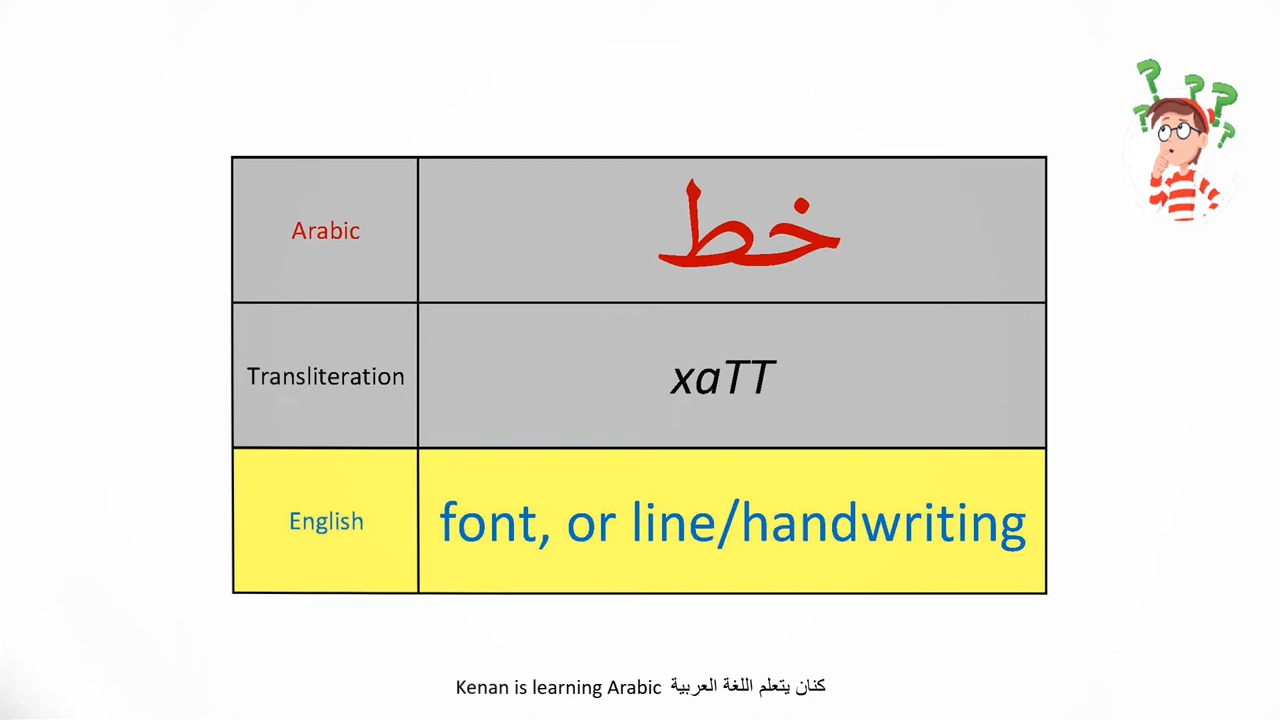 Arabic خط
Transliteration xaTT
English font, or line/handwriting
Kenan is learning Arabic كنان يتعلم اللغة العربية